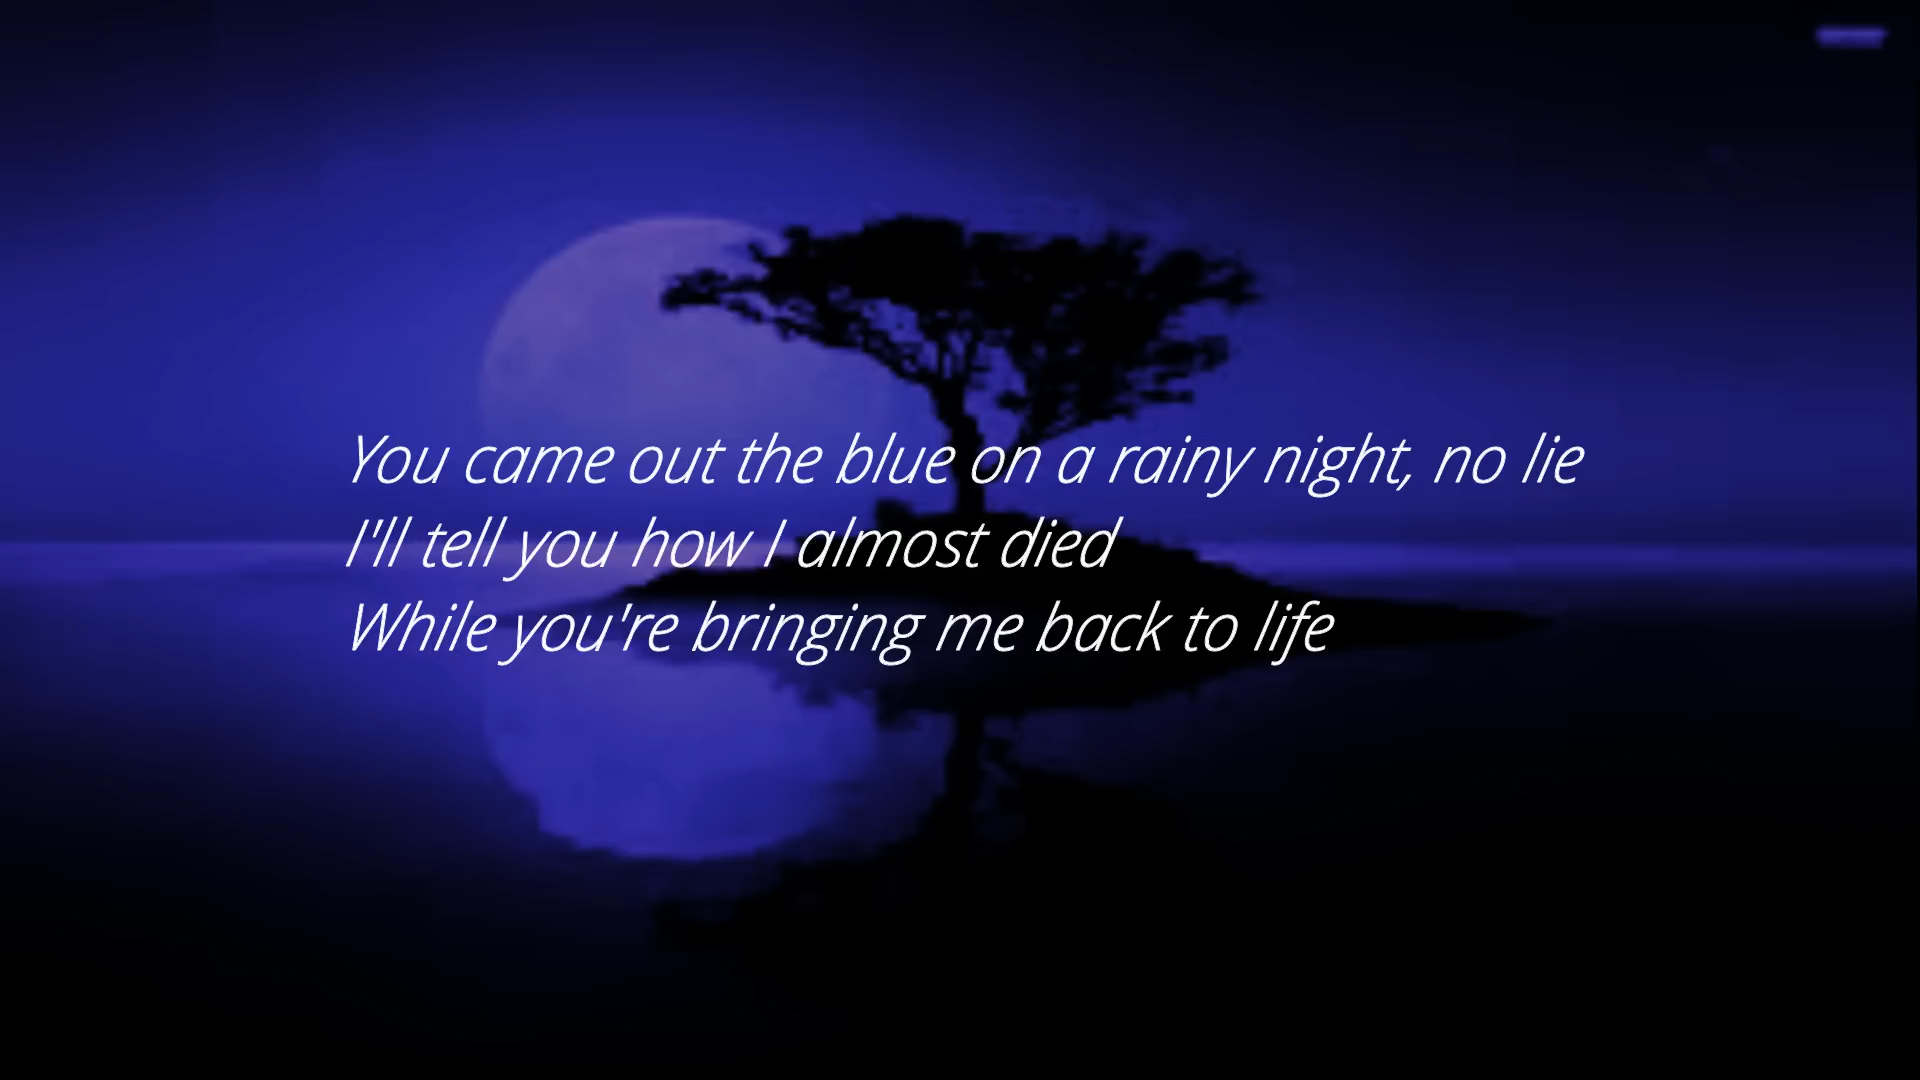 You came out the blue on a rainy night, no lie
I'll tell you how I almost died
While you're bringing me back to life